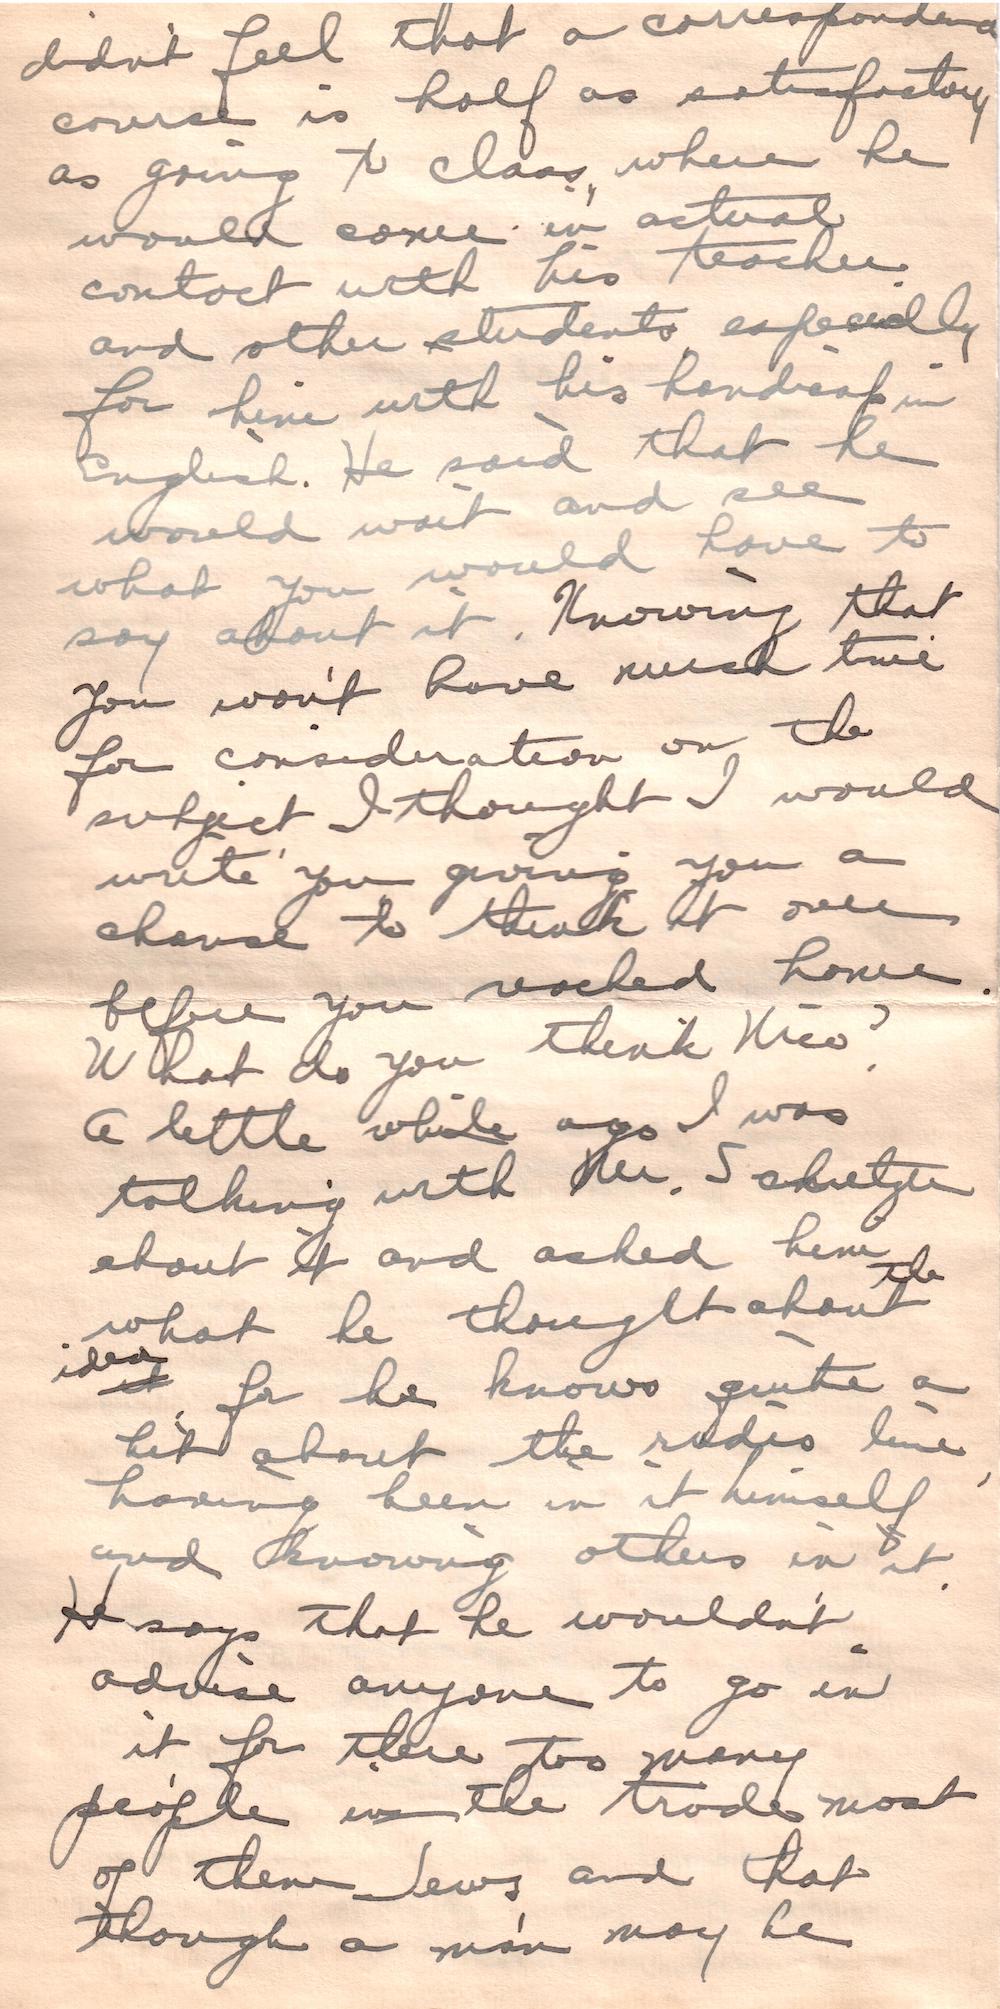 didn't feel that a correspondence
course is half as satisfactory
as going to class, where he
would come in actual
contact with his teacher
and other students, especially
for him with his handicap in
English. He said that he
would wait and see
what you would have to
say about it. Knowing that
you won't have much time
for consideration on the
subject I thought I would
write you giving you a
chance to think it over
before you reached home.
What do you think Nico?
A little while ago I was
talking with Mr.
about it and asked him
what he thought about the
idea, for he knows quite a
bit about the radio line,
having been in it himself
and knowing others in it.
He says that he wouldn't
advise anyone to go in
it for there too many
people in the trade most
of them Jews and that
though a man may be